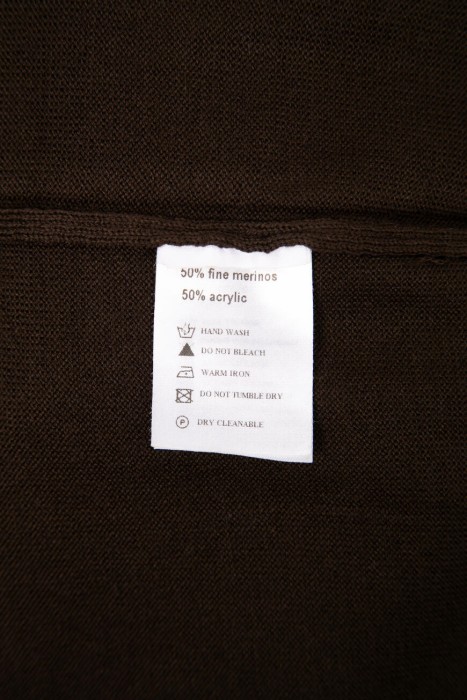 50% fine merinos
50% acrylic
HAND WASH
DO NOT BLEACH
WARM IRON
DO NOT TUMBLE DRY
P DRY CLEANABLE